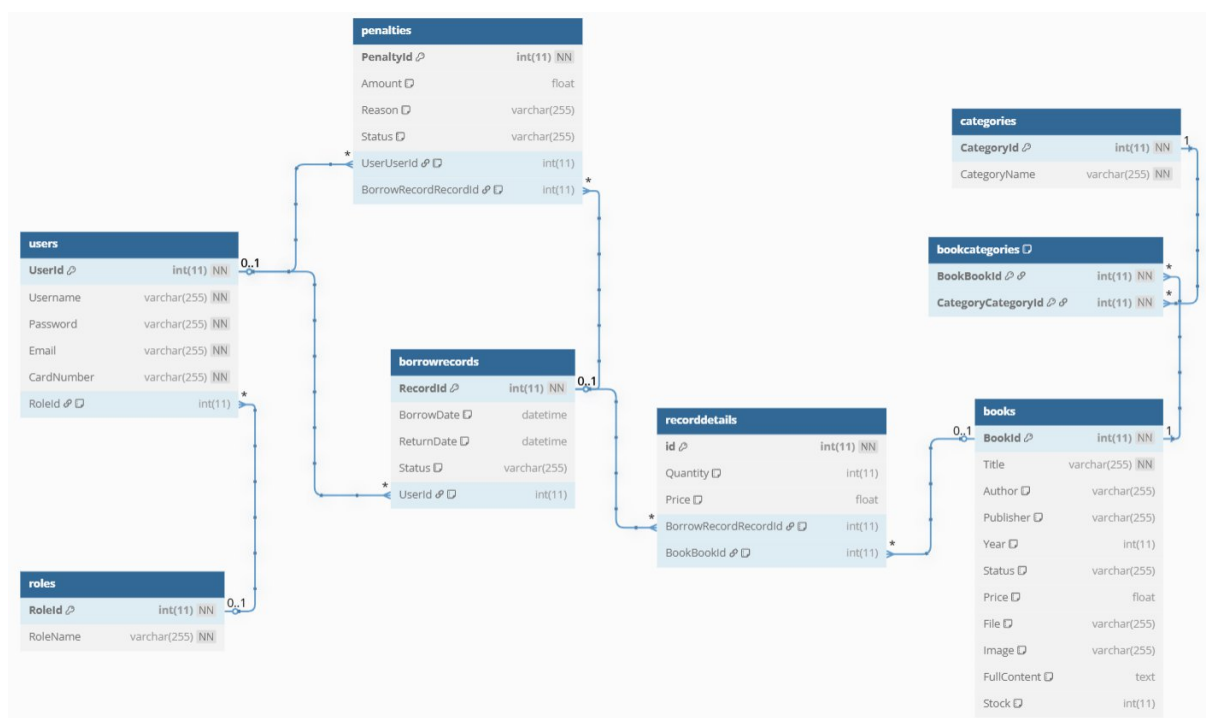 penalties
PenaltyId int(11) NN
Amount float
Reason varchar(255)
Status varchar(255)
* UserUserId int(11)
BorrowRecordRecordId int(11) *
categories
CategoryId int(11) NN 1
CategoryName varchar(255) NN
users
UserId int(11) NN 0..1
Username varchar(255) NN
Password varchar(255) NN
Email varchar(255) NN
CardNumber varchar(255) NN
RoleId int(11) *
bookcategories
BookBookId int(11) NN *
CategoryCategoryId int(11) NN *
borrowrecords
RecordId int(11) NN 0..1
BorrowDate datetime
ReturnDate datetime
Status varchar(255)
* UserId int(11)
recorddetails
id int(11) NN
Quantity int(11)
Price float
* BorrowRecordRecordId int(11)
BookBookId int(11) *
books
0..1 BookId int(11) NN 1
Title varchar(255) NN
Author varchar(255)
Publisher varchar(255)
Year int(11)
Status varchar(255)
Price float
File varchar(255)
Image varchar(255)
FullContent text
Stock int(11)
roles
RoleId int(11) NN 0..1
RoleName varchar(255) NN